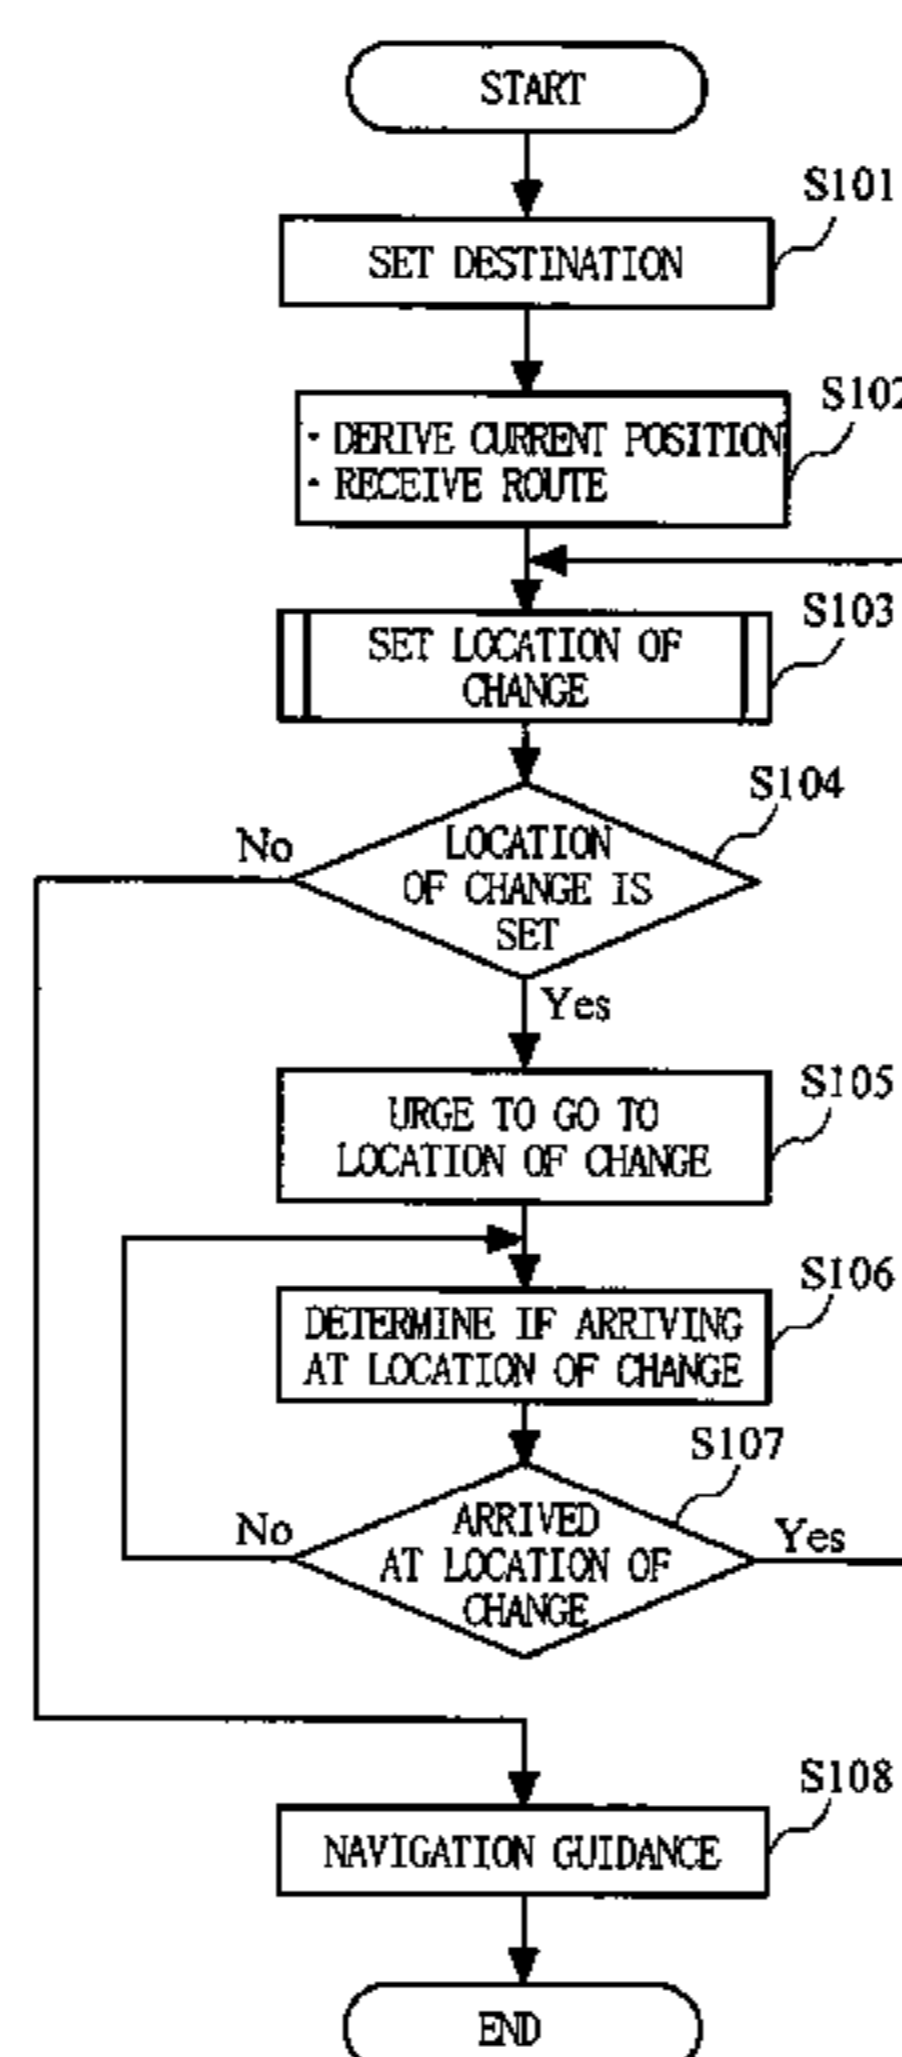 START
S101
SET DESTINATION
S102
· DERIVE CURRENT POSITION
· RECEIVE ROUTE
S103
SET LOCATION OF
CHANGE
S104
LOCATION
OF CHANGE IS
SET
No
Yes
S105
URGE TO GO TO
LOCATION OF CHANGE
S106
DETERMINE IF ARRIVING
AT LOCATION OF CHANGE
S107
ARRIVED
AT LOCATION OF
CHANGE
No
Yes
S108
NAVIGATION GUIDANCE
END